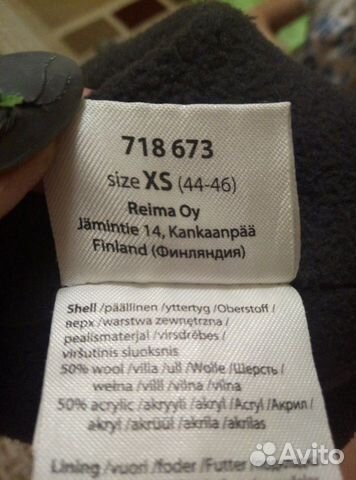 718 673
size XS (44-46)
Reima Oy
Jämintie 14, Kankaanpää
Finland (Финляндия)
Shell /päällinen /yttertyg /Oberstoff /
верх /warstwa zewnętrzna /
pealismaterjal /virsdrēbes /
viršutinis sluoksnis
50% wool /villa /ull /Wolle /Шерсть /
wełna /vill /vilna /vilna
50% acrylic /akryyli /akryl /Acryl /Акрил /
akryl /akrüül /akrila /akrilas
Lining /vuori /foder /Futter /
Avito